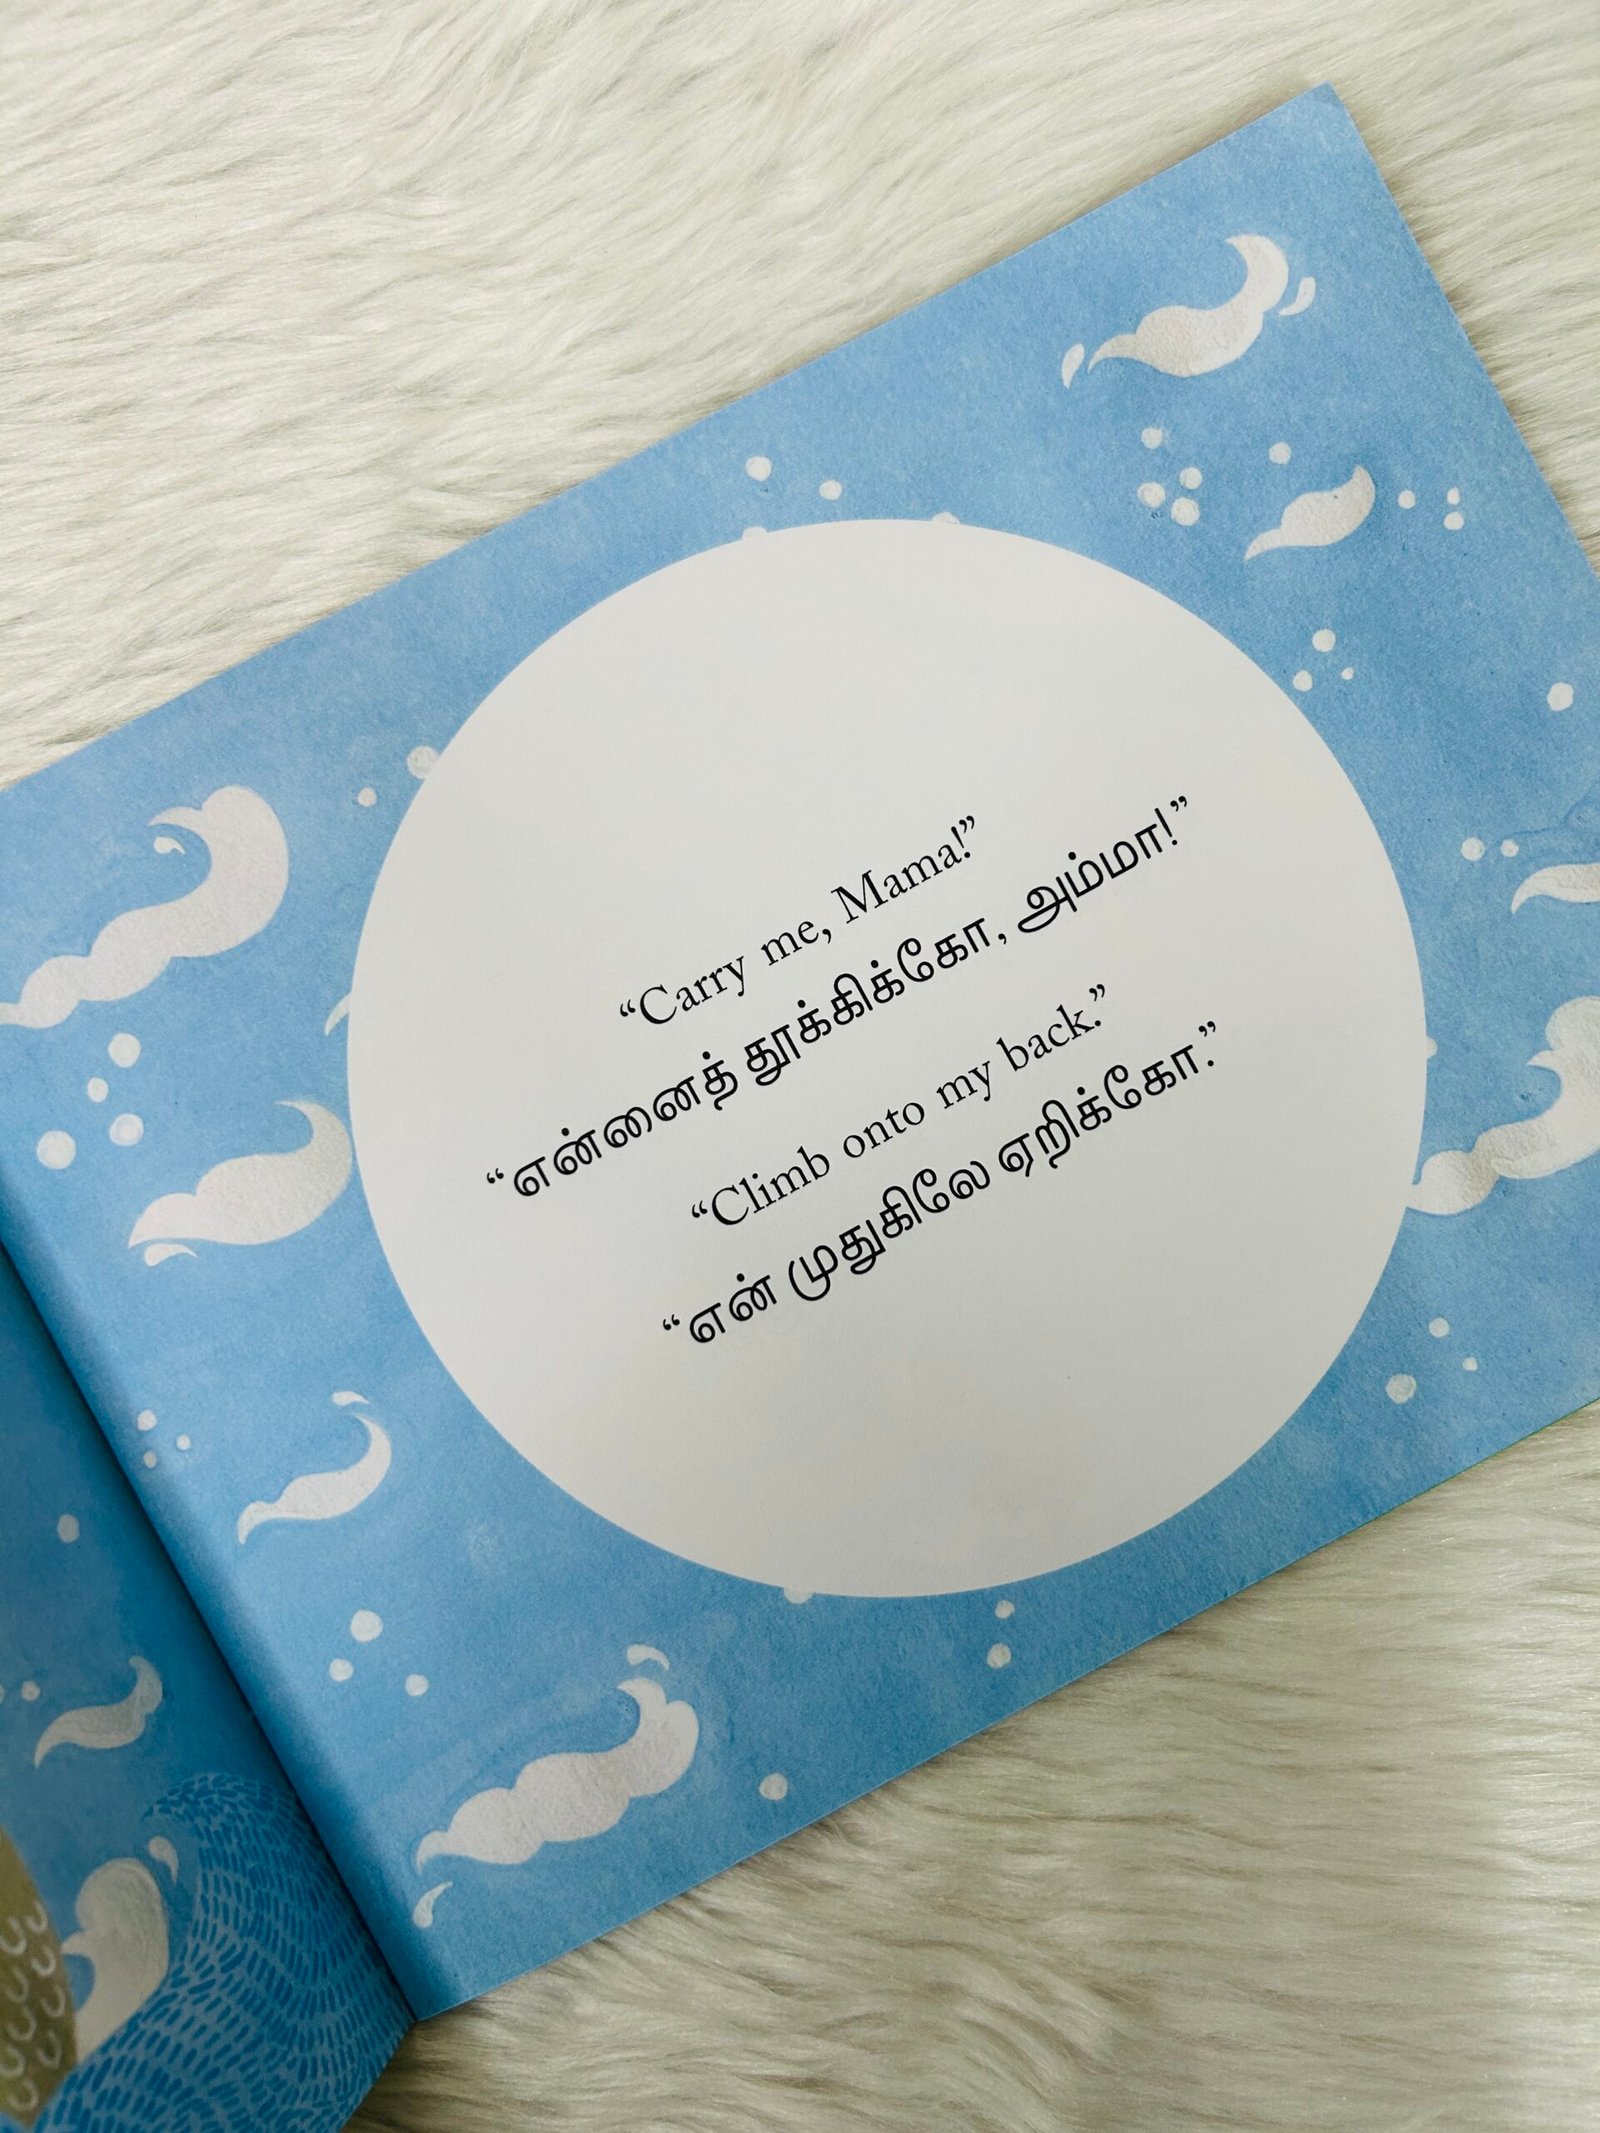 “Carry me, Mama!”
“என்னைத் தூக்கிக்கோ, அம்மா!”
“Climb onto my back.”
“என் முதுகிலே ஏறிக்கோ.”